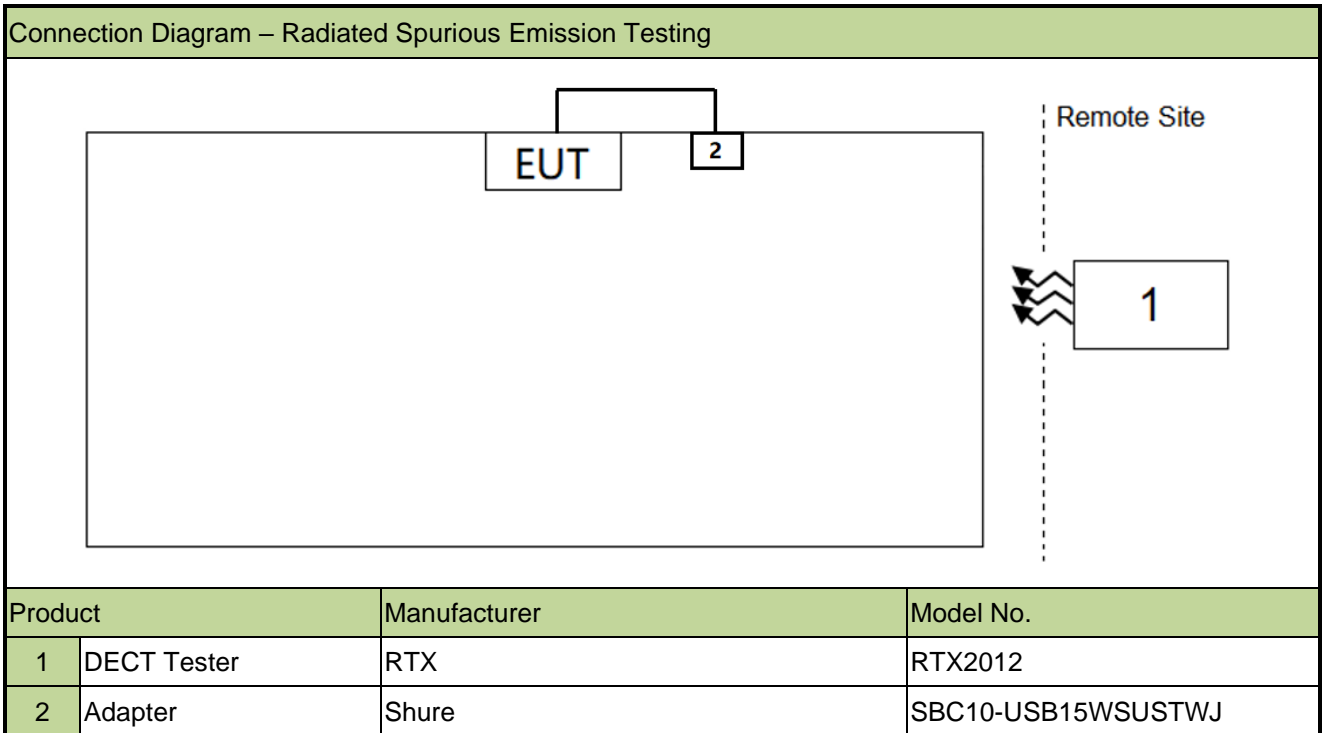 Connection Diagram – Radiated Spurious Emission Testing
Remote Site
EUT
2
1
Product Manufacturer Model No.
1 DECT Tester RTX RTX2012
2 Adapter Shure SBC10-USB15WSUSTWJ